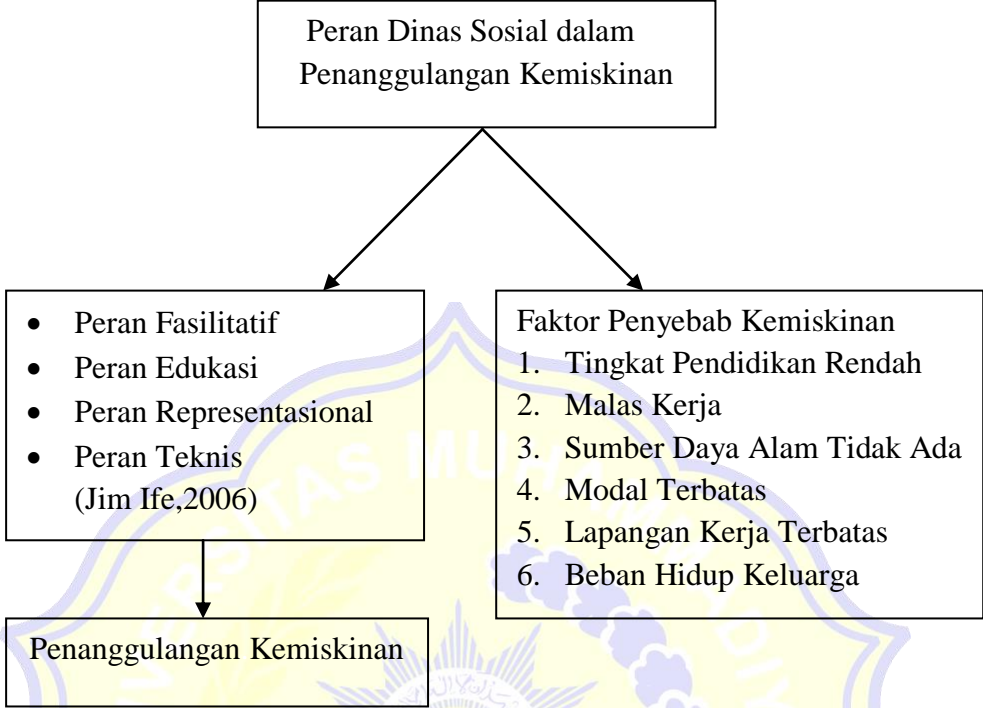 Peran Dinas Sosial dalam
Penanggulangan Kemiskinan
• Peran Fasilitatif
• Peran Edukasi
• Peran Representasional
• Peran Teknis
(Jim Ife,2006)
Faktor Penyebab Kemiskinan
1. Tingkat Pendidikan Rendah
2. Malas Kerja
3. Sumber Daya Alam Tidak Ada
4. Modal Terbatas
5. Lapangan Kerja Terbatas
6. Beban Hidup Keluarga
Penanggulangan Kemiskinan